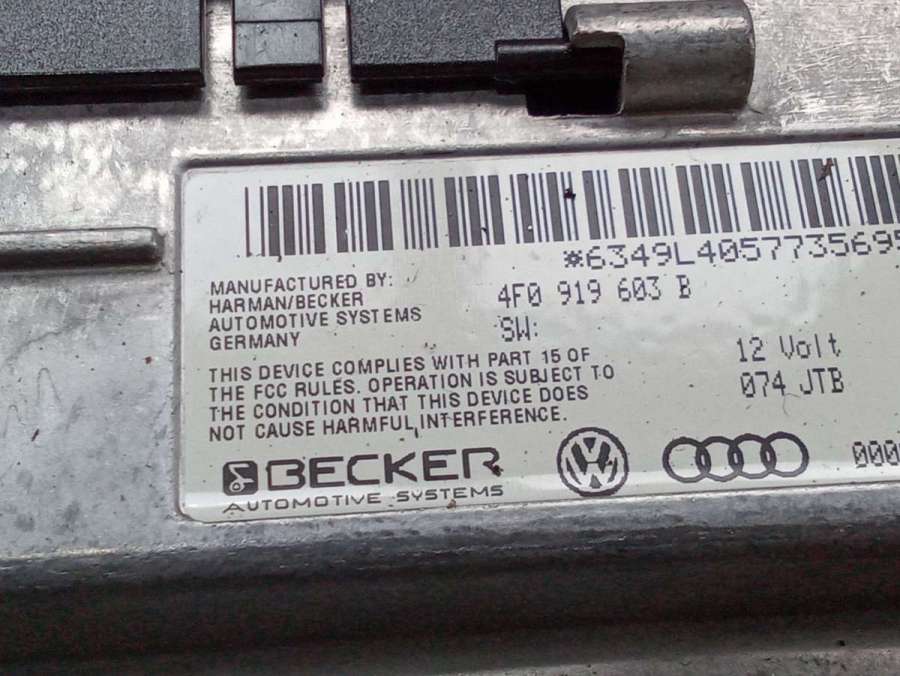 *6349L4057735695
MANUFACTURED BY:
HARMAN/BECKER
AUTOMOTIVE SYSTEMS
GERMANY
4F0 919 603 B
SW:
12 Volt
074 JTB
THIS DEVICE COMPLIES WITH PART 15 OF
THE FCC RULES. OPERATION IS SUBJECT TO
THE CONDITION THAT THIS DEVICE DOES
NOT CAUSE HARMFUL INTERFERENCE.
BECKER
AUTOMOTIVE SYSTEMS
000